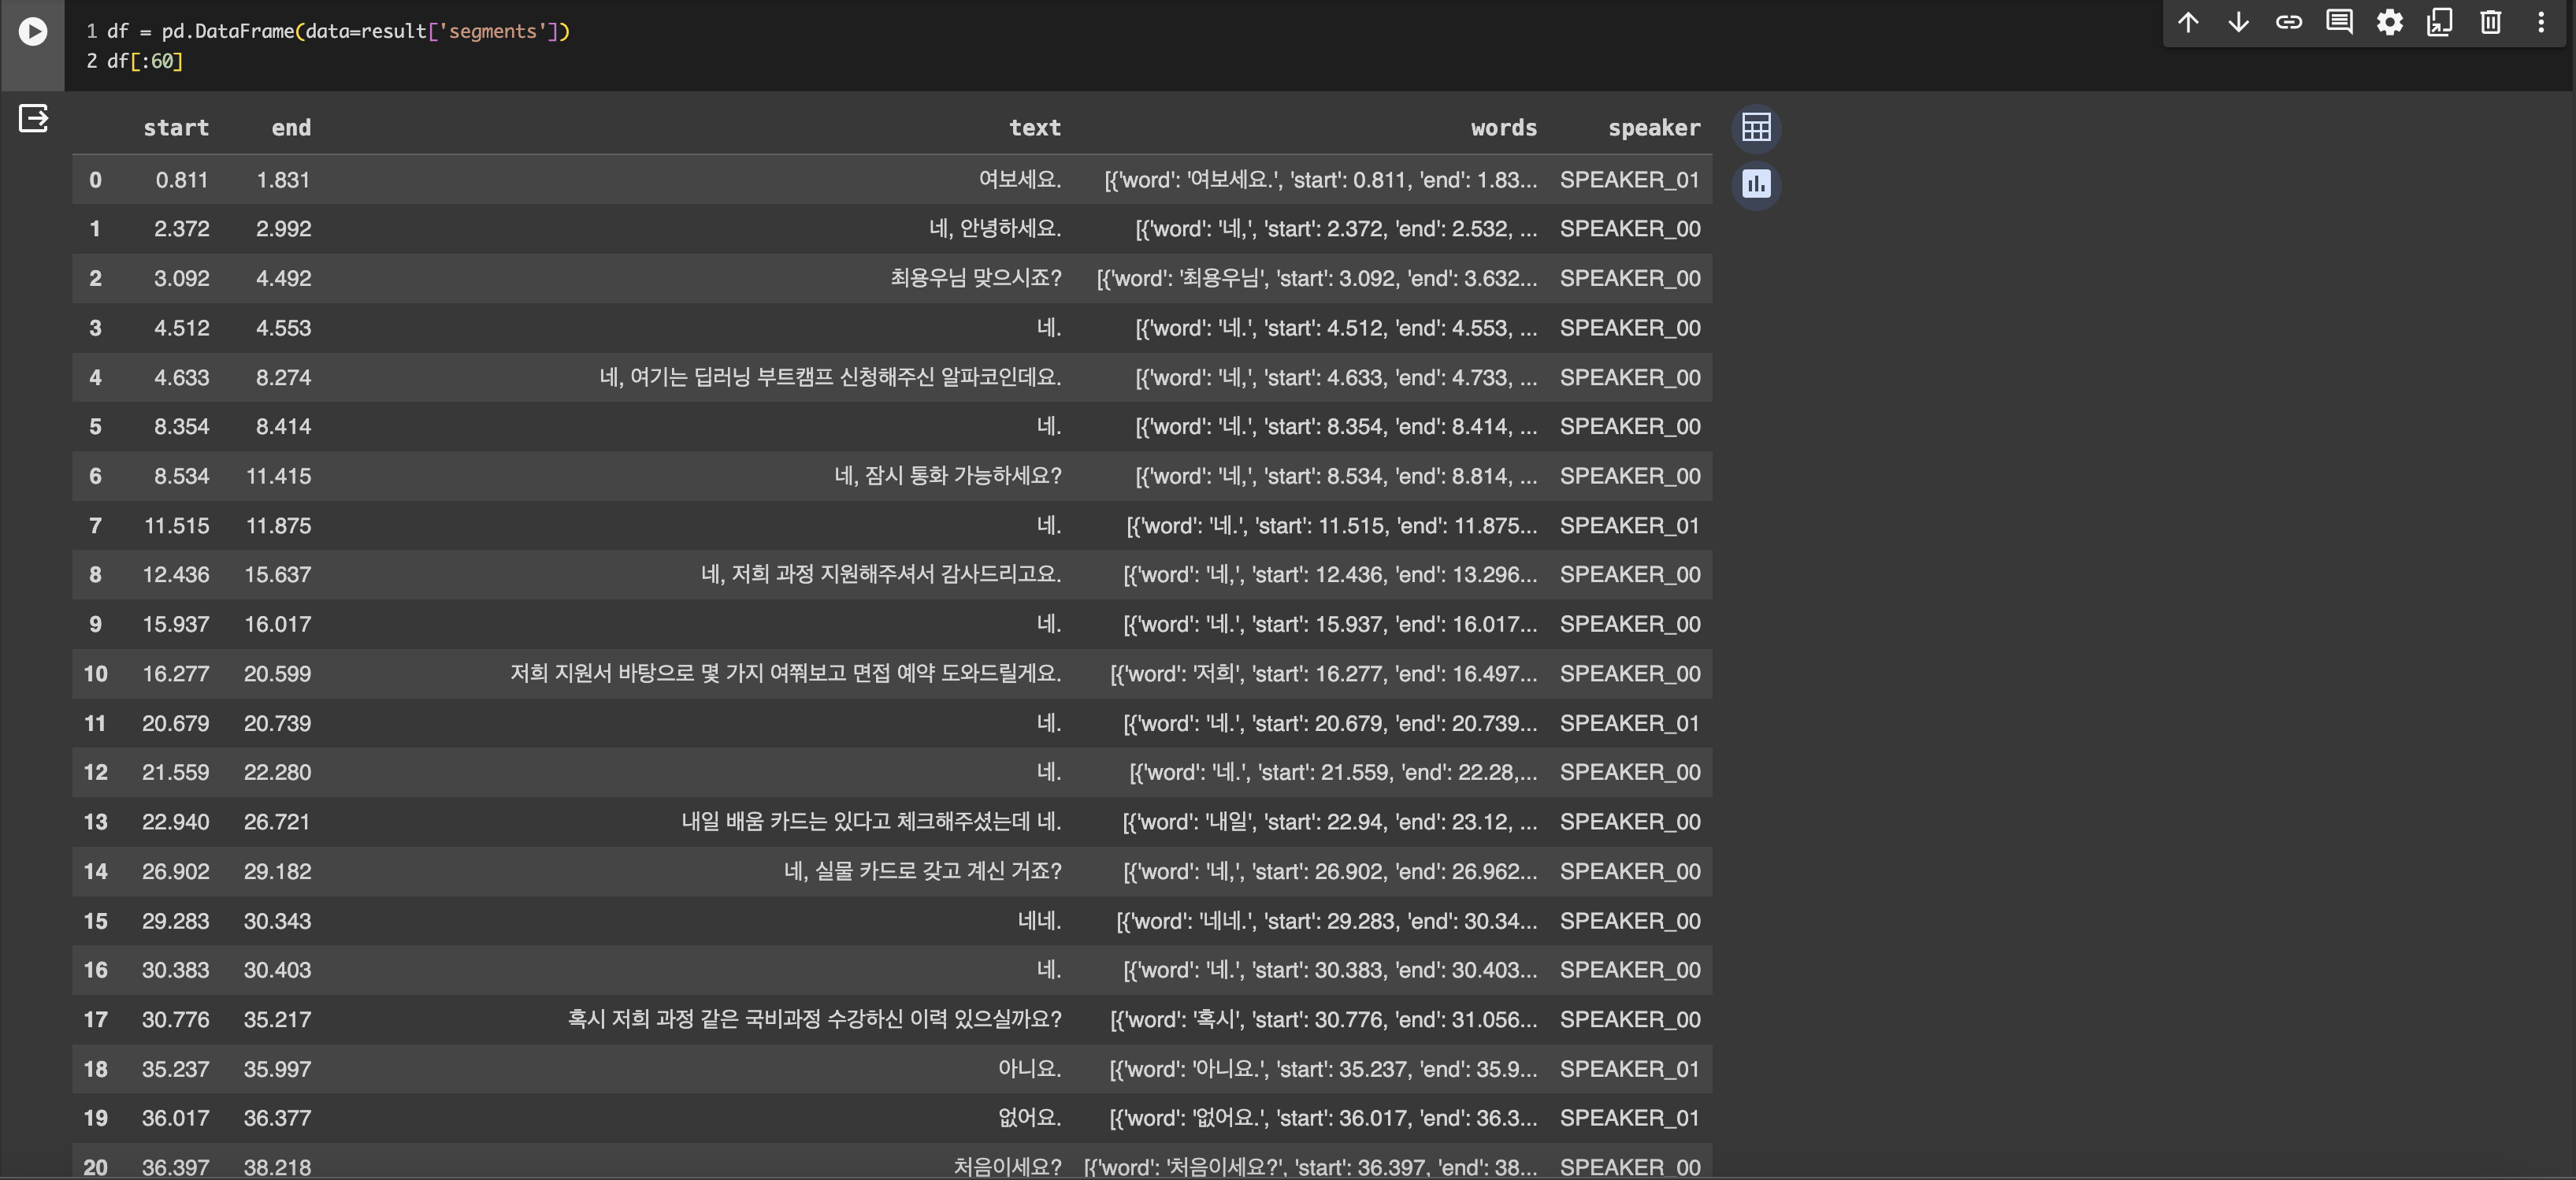 1 df = pd.DataFrame(data=result['segments'])
2 df[:60]
start end text words speaker
0 0.811 1.831 여보세요. [{'word': '여보세요.', 'start': 0.811, 'end': 1.83... SPEAKER_01
1 2.372 2.992 네, 안녕하세요. [{'word': '네,', 'start': 2.372, 'end': 2.532, ... SPEAKER_00
2 3.092 4.492 최용우님 맞으시죠? [{'word': '최용우님', 'start': 3.092, 'end': 3.632... SPEAKER_00
3 4.512 4.553 네. [{'word': '네.', 'start': 4.512, 'end': 4.553, ... SPEAKER_00
4 4.633 8.274 네, 여기는 딥러닝 부트캠프 신청해주신 알파코인데요. [{'word': '네,', 'start': 4.633, 'end': 4.733, ... SPEAKER_00
5 8.354 8.414 네. [{'word': '네.', 'start': 8.354, 'end': 8.414, ... SPEAKER_00
6 8.534 11.415 네, 잠시 통화 가능하세요? [{'word': '네,', 'start': 8.534, 'end': 8.814, ... SPEAKER_00
7 11.515 11.875 네. [{'word': '네.', 'start': 11.515, 'end': 11.875... SPEAKER_01
8 12.436 15.637 네, 저희 과정 지원해주셔서 감사드리고요. [{'word': '네,', 'start': 12.436, 'end': 13.296... SPEAKER_00
9 15.937 16.017 네. [{'word': '네.', 'start': 15.937, 'end': 16.017... SPEAKER_00
10 16.277 20.599 저희 지원서 바탕으로 몇 가지 여쭤보고 면접 예약 도와드릴게요. [{'word': '저희', 'start': 16.277, 'end': 16.497... SPEAKER_00
11 20.679 20.739 네. [{'word': '네.', 'start': 20.679, 'end': 20.739... SPEAKER_01
12 21.559 22.280 네. [{'word': '네.', 'start': 21.559, 'end': 22.28,... SPEAKER_00
13 22.940 26.721 내일 배움 카드는 있다고 체크해주셨는데 네. [{'word': '내일', 'start': 22.94, 'end': 23.12, ... SPEAKER_00
14 26.902 29.182 네, 실물 카드로 갖고 계신 거죠? [{'word': '네,', 'start': 26.902, 'end': 26.962... SPEAKER_00
15 29.283 30.343 네네. [{'word': '네네.', 'start': 29.283, 'end': 30.34... SPEAKER_00
16 30.383 30.403 네. [{'word': '네.', 'start': 30.383, 'end': 30.403... SPEAKER_00
17 30.776 35.217 혹시 저희 과정 같은 국비과정 수강하신 이력 있으실까요? [{'word': '혹시', 'start': 30.776, 'end': 31.056... SPEAKER_00
18 35.237 35.997 아니요. [{'word': '아니요.', 'start': 35.237, 'end': 35.9... SPEAKER_01
19 36.017 36.377 없어요. [{'word': '없어요.', 'start': 36.017, 'end': 36.3... SPEAKER_01
20 36.397 38.218 처음이세요? [{'word': '처음이세요?', 'start': 36.397, 'end': 38... SPEAKER_00